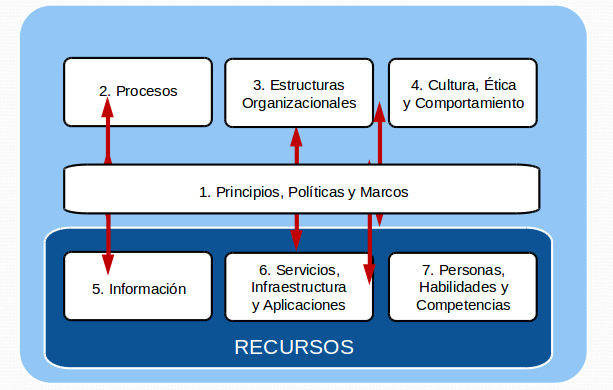 2. Procesos
3. Estructuras
Organizacionales
4. Cultura, Ética
y Comportamiento
1. Principios, Políticas y Marcos
5. Información
6. Servicios,
Infraestructura
y Aplicaciones
7. Personas,
Habilidades y
Competencias
RECURSOS